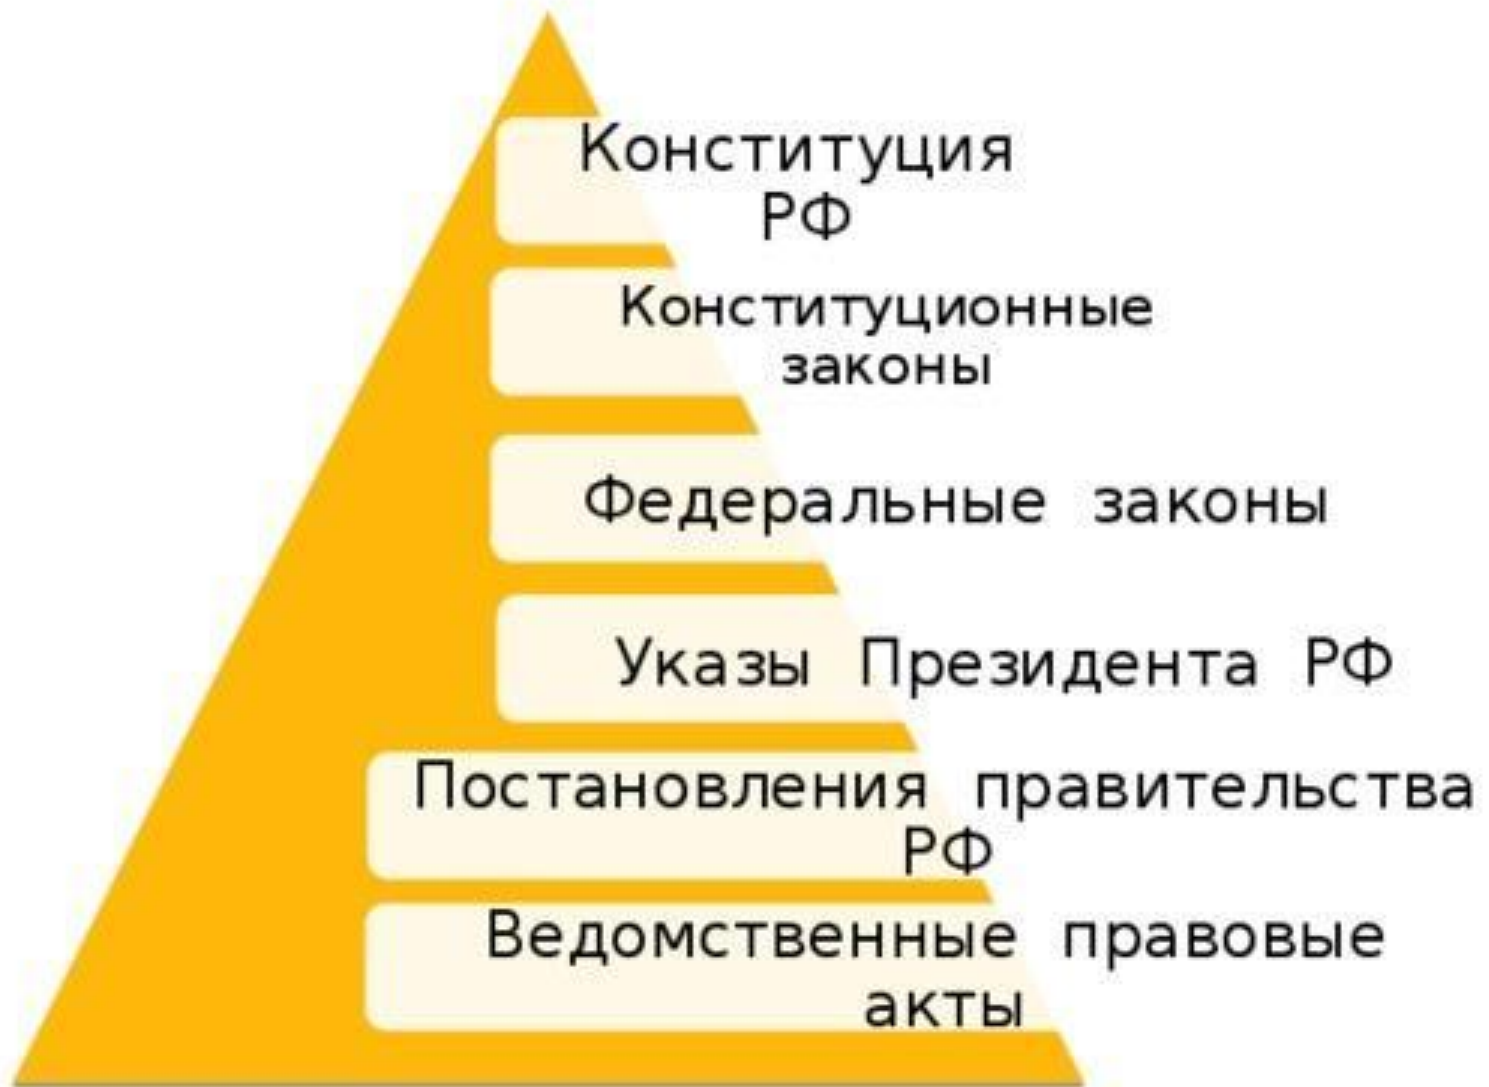 Конституция
РФ
Конституционные
законы
Федеральные законы
Указы Президента РФ
Постановления правительства
РФ
Ведомственные правовые
акты